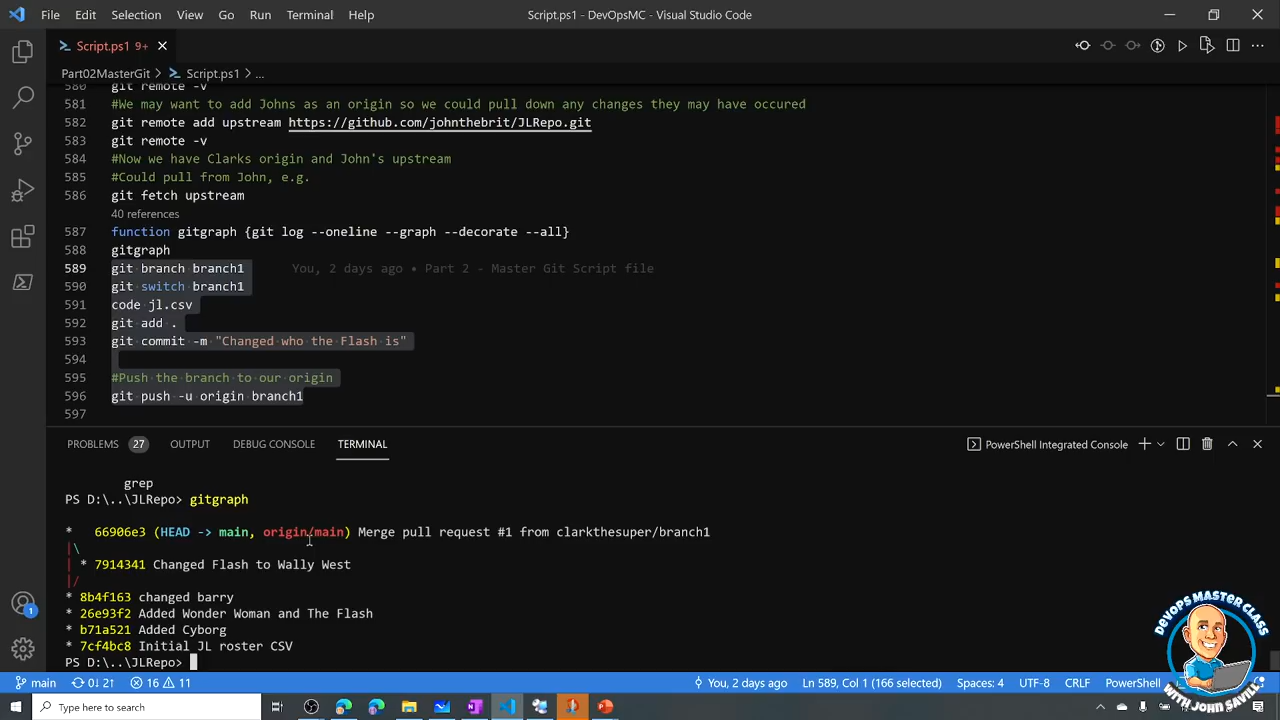 File Edit Selection View Go Run Terminal Help Script.ps1 - DevOpsMC - Visual Studio Code
Script.ps1 9+
Part02MasterGit > Script.ps1 > ...
580 git remote -v
581 #We may want to add Johns as an origin so we could pull down any changes they may have occured
582 git remote add upstream https://github.com/johnthebrit/JLRepo.git
583 git remote -v
584 #Now we have Clarks origin and John's upstream
585 #Could pull from John, e.g.
586 git fetch upstream
40 references
587 function gitgraph {git log --oneline --graph --decorate --all}
588 gitgraph
589 git branch branch1 You, 2 days ago • Part 2 - Master Git Script file
590 git switch branch1
591 code jl.csv
592 git add .
593 git commit -m "Changed who the Flash is"
594
595 #Push the branch to our origin
596 git push -u origin branch1
597
PROBLEMS 27 OUTPUT DEBUG CONSOLE TERMINAL PowerShell Integrated Console
grep
PS D:\..\JLRepo> gitgraph
* 66906e3 (HEAD -> main, origin/main) Merge pull request #1 from clarkthesuper/branch1
|\
| * 7914341 Changed Flash to Wally West
|/
* 8b4f163 changed barry
* 26e93f2 Added Wonder Woman and The Flash
* b71a521 Added Cyborg
* 7cf4bc8 Initial JL roster CSV
PS D:\..\JLRepo>
DEVOPS MASTER CLASS
WITH JOHN SAVILL
1
main 0↓ 2↑ 16 11 You, 2 days ago Ln 589, Col 1 (166 selected) Spaces: 4 UTF-8 CRLF PowerShell
Type here to search